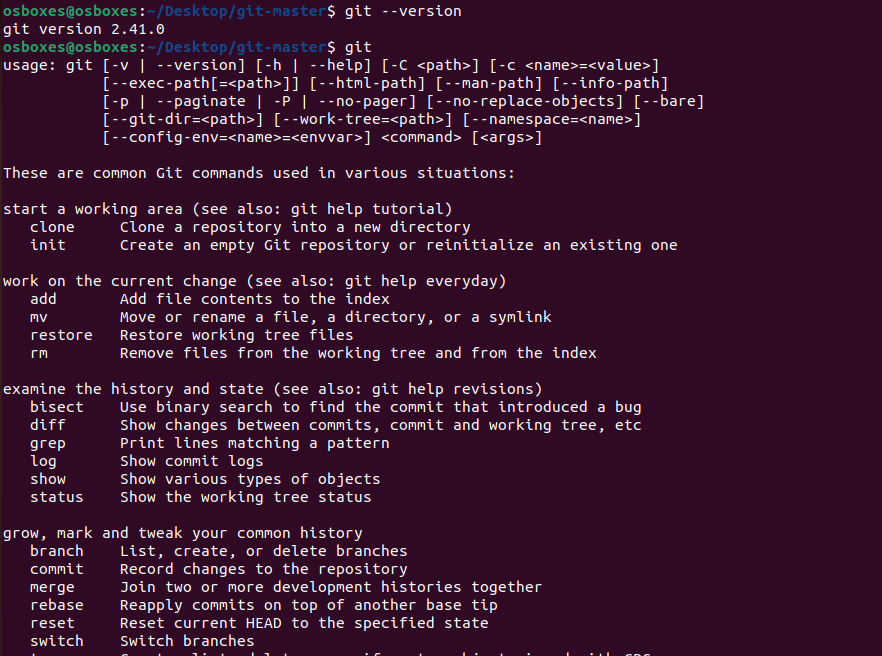 osboxes@osboxes:~/Desktop/git-master$ git --version
git version 2.41.0
osboxes@osboxes:~/Desktop/git-master$ git
usage: git [-v | --version] [-h | --help] [-C <path>] [-c <name>=<value>]
           [--exec-path[=<path>]] [--html-path] [--man-path] [--info-path]
           [-p | --paginate | -P | --no-pager] [--no-replace-objects] [--bare]
           [--git-dir=<path>] [--work-tree=<path>] [--namespace=<name>]
           [--config-env=<name>=<envvar>] <command> [<args>]

These are common Git commands used in various situations:

start a working area (see also: git help tutorial)
   clone     Clone a repository into a new directory
   init      Create an empty Git repository or reinitialize an existing one

work on the current change (see also: git help everyday)
   add       Add file contents to the index
   mv        Move or rename a file, a directory, or a symlink
   restore   Restore working tree files
   rm        Remove files from the working tree and from the index

examine the history and state (see also: git help revisions)
   bisect    Use binary search to find the commit that introduced a bug
   diff      Show changes between commits, commit and working tree, etc
   grep      Print lines matching a pattern
   log       Show commit logs
   show      Show various types of objects
   status    Show the working tree status

grow, mark and tweak your common history
   branch    List, create, or delete branches
   commit    Record changes to the repository
   merge     Join two or more development histories together
   rebase    Reapply commits on top of another base tip
   reset     Reset current HEAD to the specified state
   switch    Switch branches